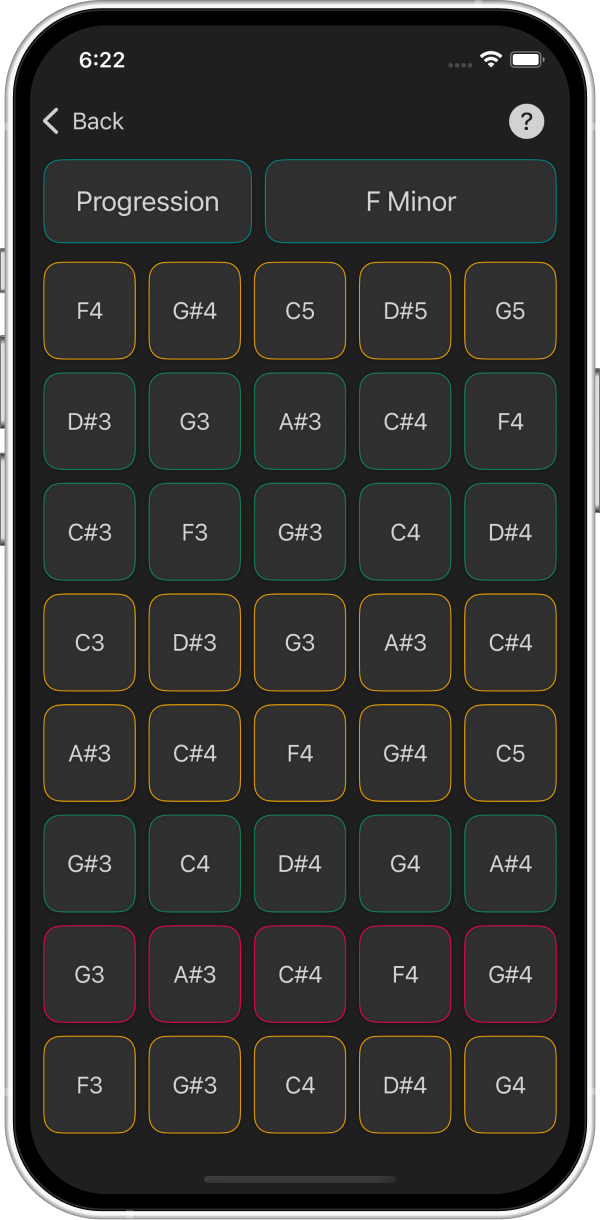 6:22
Back ?
Progression F Minor
F4 G#4 C5 D#5 G5
D#3 G3 A#3 C#4 F4
C#3 F3 G#3 C4 D#4
C3 D#3 G3 A#3 C#4
A#3 C#4 F4 G#4 C5
G#3 C4 D#4 G4 A#4
G3 A#3 C#4 F4 G#4
F3 G#3 C4 D#4 G4